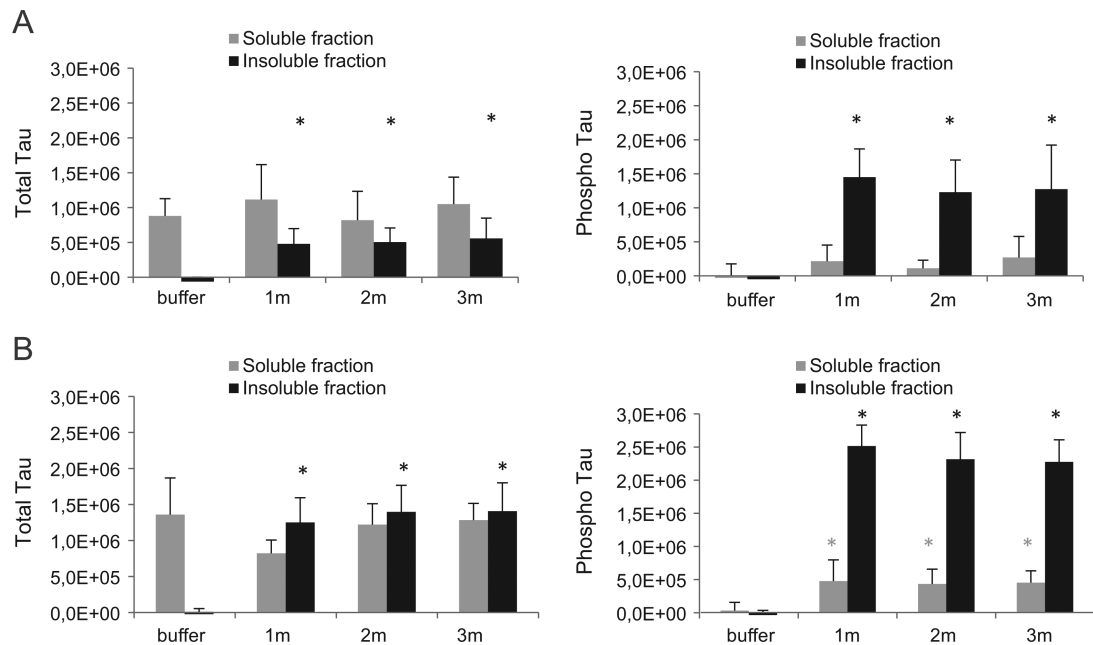 A
Soluble fraction
Insoluble fraction
Total Tau
3,0E+06
2,5E+06
2,0E+06
1,5E+06
1,0E+06
5,0E+05
0,0E+00
* * *
buffer 1m 2m 3m
Soluble fraction
Insoluble fraction
Phospho Tau
3,0E+06
2,5E+06
2,0E+06
1,5E+06
1,0E+06
5,0E+05
0,0E+00
* * *
buffer 1m 2m 3m
B
Soluble fraction
Insoluble fraction
Total Tau
3,0E+06
2,5E+06
2,0E+06
1,5E+06
1,0E+06
5,0E+05
0,0E+00
* * *
buffer 1m 2m 3m
Soluble fraction
Insoluble fraction
Phospho Tau
3,0E+06
2,5E+06
2,0E+06
1,5E+06
1,0E+06
5,0E+05
0,0E+00
* * *
* * *
buffer 1m 2m 3m